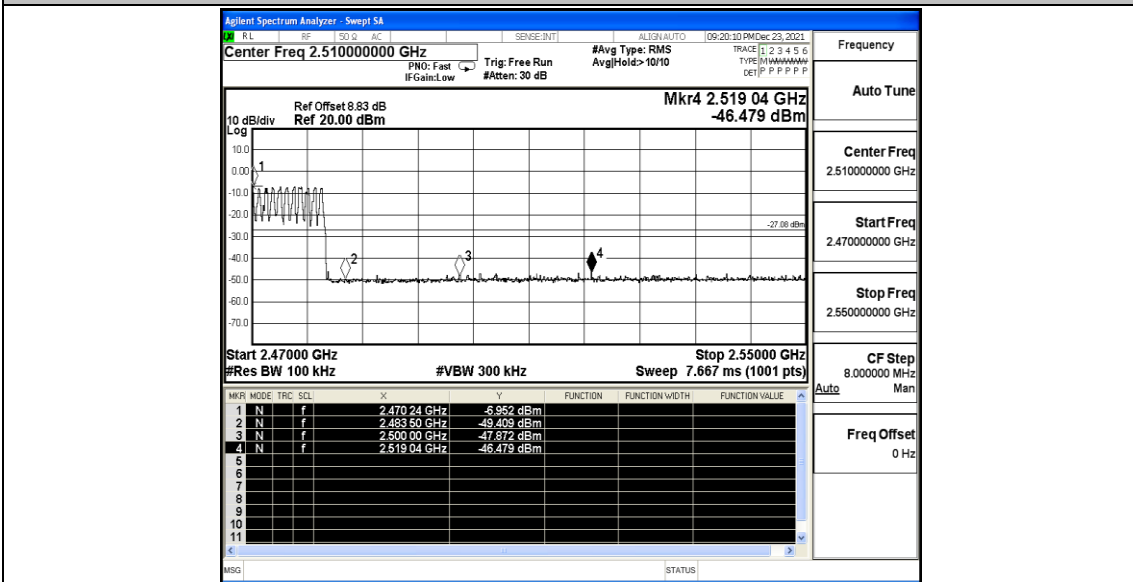 Agilent Spectrum Analyzer - Swept SA
RL RF 50 Ω AC SENSE:INT ALIGNAUTO 09:20:10 PM Dec 23, 2021
Center Freq 2.510000000 GHz
PNO: Fast
IFGain:Low
Trig: Free Run
#Atten: 30 dB
#Avg Type: RMS
Avg|Hold:>10/10
TRACE 1 2 3 4 5 6
TYPE M
DET P P P P P P
Frequency
Auto Tune
Center Freq
2.510000000 GHz
Start Freq
2.470000000 GHz
Stop Freq
2.550000000 GHz
CF Step
8.000000 MHz
Auto Man
Freq Offset
0 Hz
Mkr4 2.519 04 GHz
-46.479 dBm
Ref Offset 8.83 dB
10 dB/div Ref 20.00 dBm
Log
10.0
0.00
-10.0
-20.0
-30.0
-40.0
-50.0
-60.0
-70.0
1
2
3
4
-27.08 dBm
Start 2.47000 GHz Stop 2.55000 GHz
#Res BW 100 kHz #VBW 300 kHz Sweep 7.667 ms (1001 pts)
MKR MODE TRC SCL X Y FUNCTION FUNCTION WIDTH FUNCTION VALUE
1 N f 2.470 24 GHz -6.952 dBm
2 N f 2.483 50 GHz -49.409 dBm
3 N f 2.500 00 GHz -47.872 dBm
4 N f 2.519 04 GHz -46.479 dBm
5
6
7
8
9
10
11
MSG STATUS